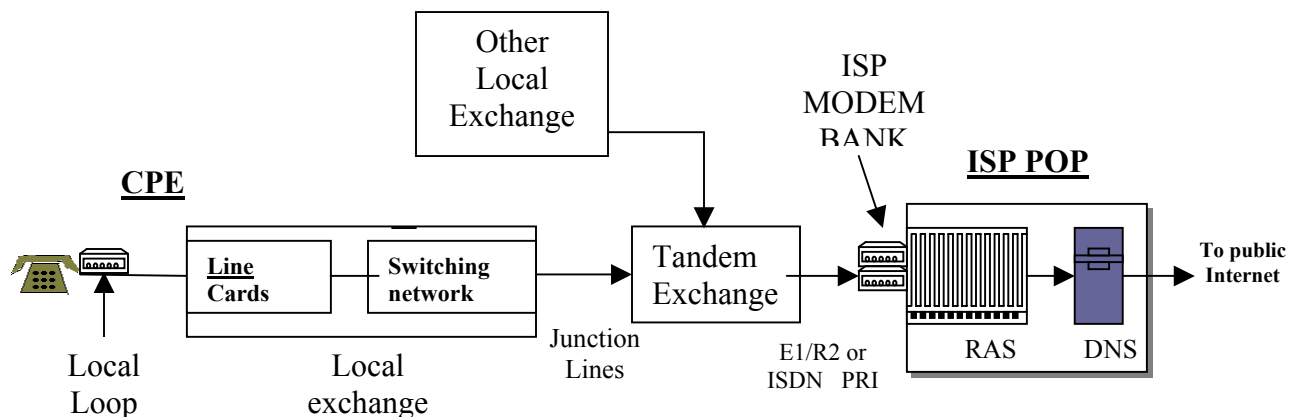 Other
Local
Exchange
ISP
MODEM
BANK
ISP POP
CPE
Line
Cards
Switching
network
Tandem
Exchange
To public
Internet
Local
Loop
Local
exchange
Junction
Lines
E1/R2 or
ISDN PRI
RAS
DNS